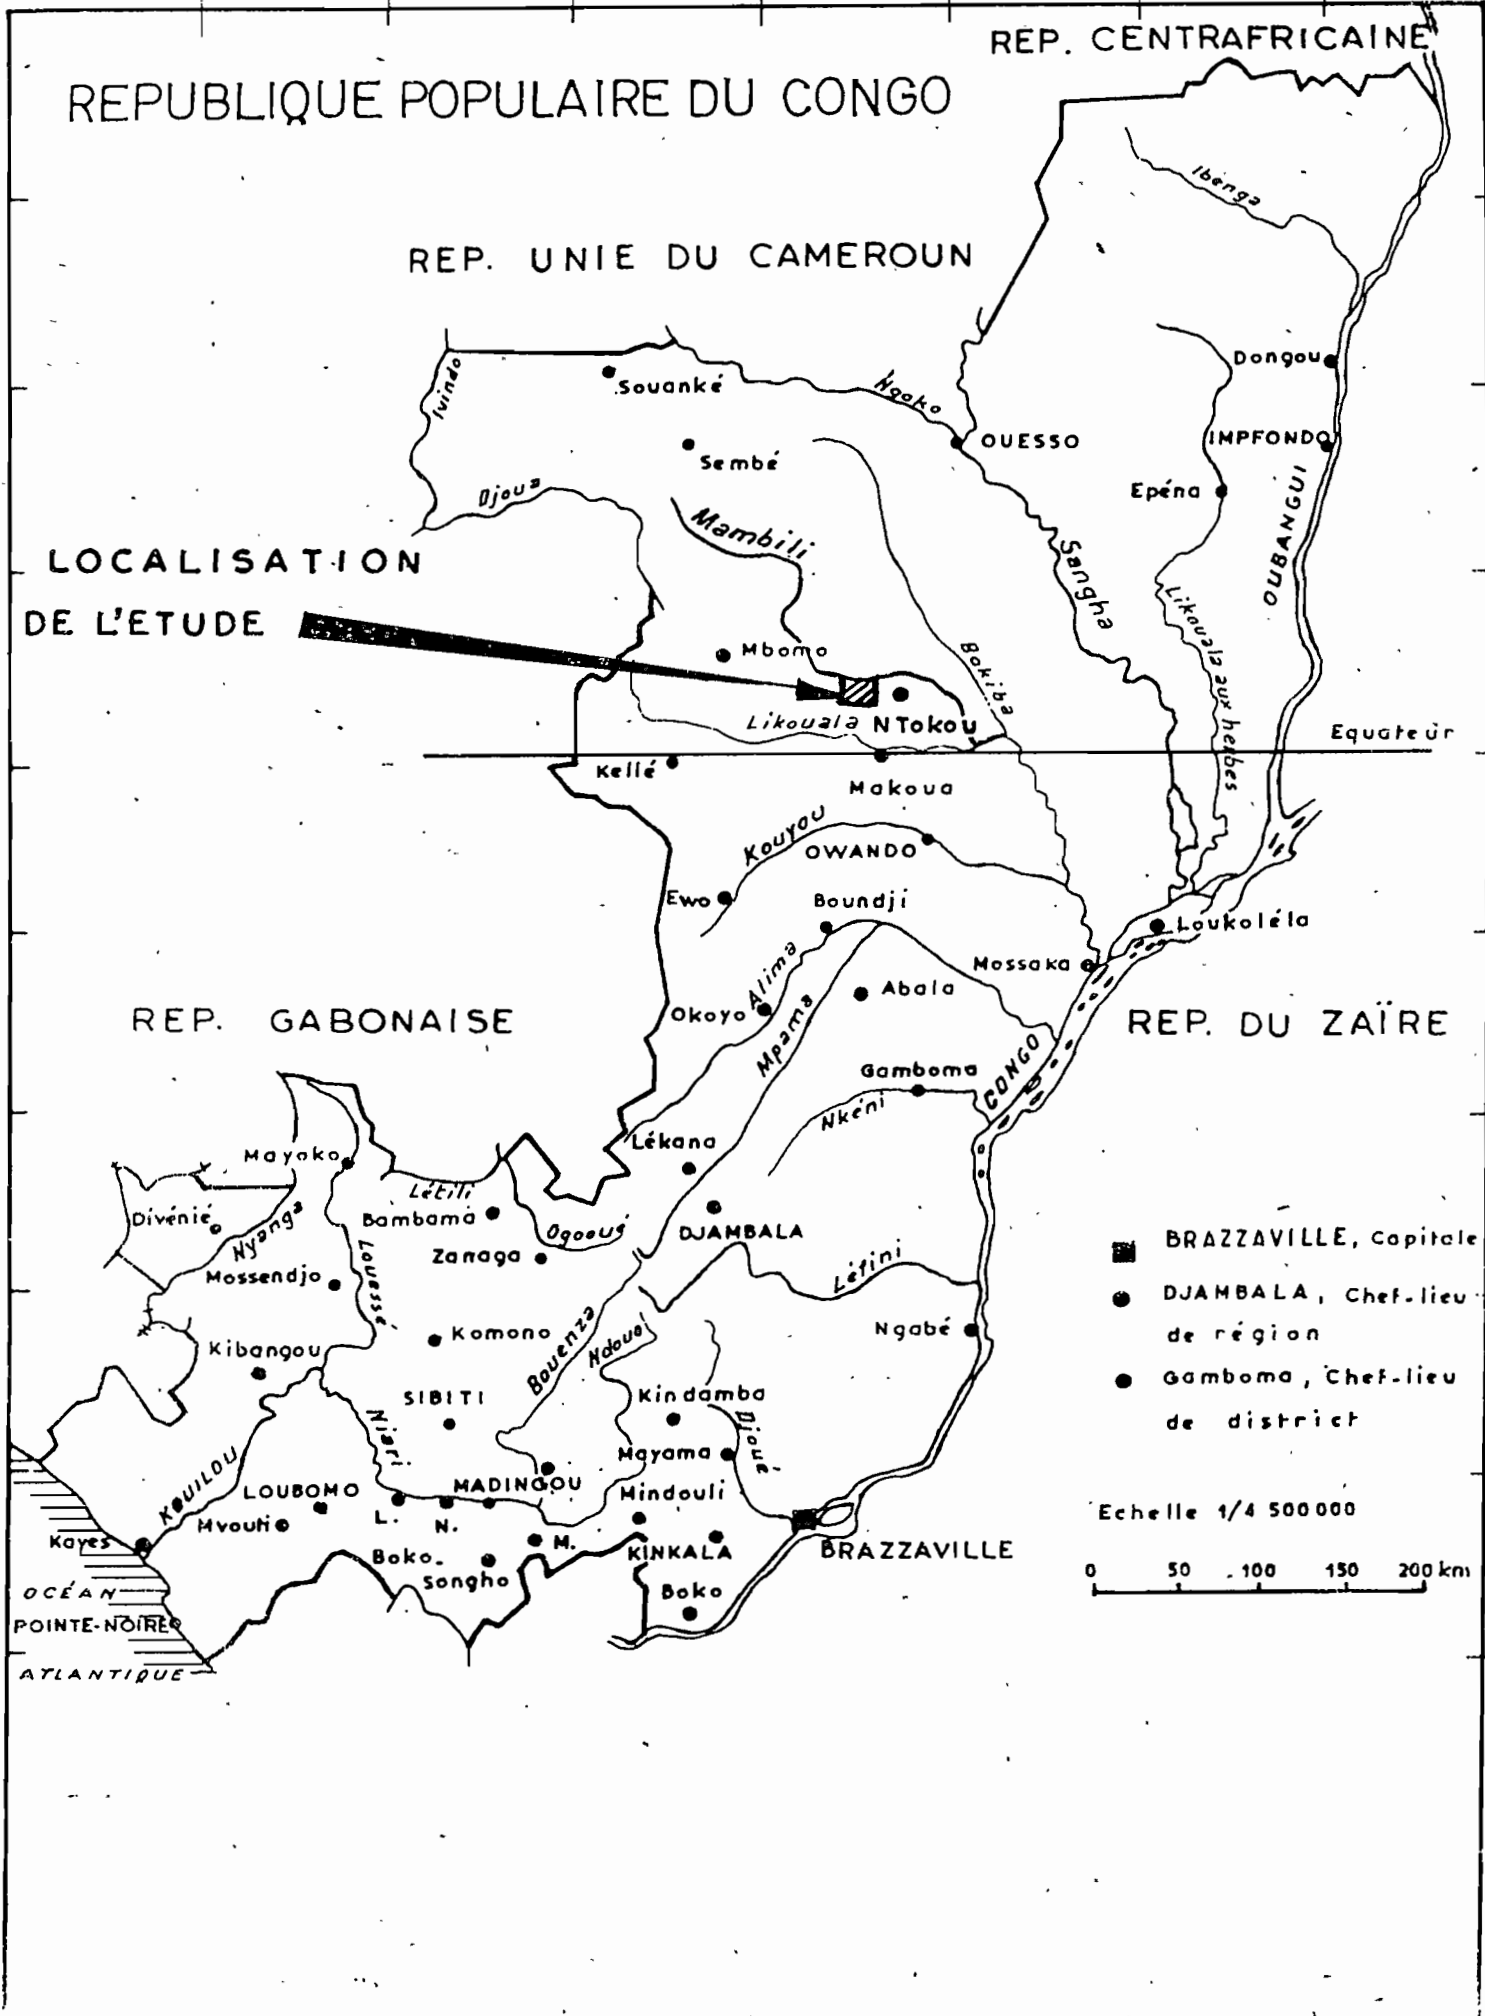 REP. CENTRAFRICAINE
REPUBLIQUE POPULAIRE DU CONGO
Ibenga
REP. UNIE DU CAMEROUN
Ivindo
Souanké
Ngoko
Dongou
OUESSO
IMPFONDO
Sembé
Djoua
Epéna
Mambili
OUBANGUI
LOCALISATION
DE L'ETUDE
Sangha
Likouala aux herbes
Mbomo
Bokiba
Likouala
NTokou
Equateur
Kellé
Makoua
Kouyou
OWANDO
Ewo
Boundji
Loukoléla
Alima
Mossaka
Abala
Okoyo
Mpama
REP. GABONAISE
REP. DU ZAÏRE
CONGO
Gamboma
Nkéni
Lékana
Mayoko
Létili
Bambama
Divénié
Nyanga
Ogooué
DJAMBALA
Zanaga
Louessé
Mossendjo
Léfini
BRAZZAVILLE, Capitale
DJAMBALA, Chef-lieu
de région
Gamboma, Chef-lieu
de district
Ngabé
Komono
Bouenza
Ndouo
Kibangou
SIBITI
Kindamba
Niari
Djoué
Mayama
KOUILOU
LOUBOMO
MADINGOU
Mindouli
L.
N.
Mvouti
Kayes
M.
Boko-
Songho
KINKALA
BRAZZAVILLE
Boko
Echelle 1/4 500 000
0 50 100 150 200 km
OCÉAN
POINTE-NOIRE
ATLANTIQUE